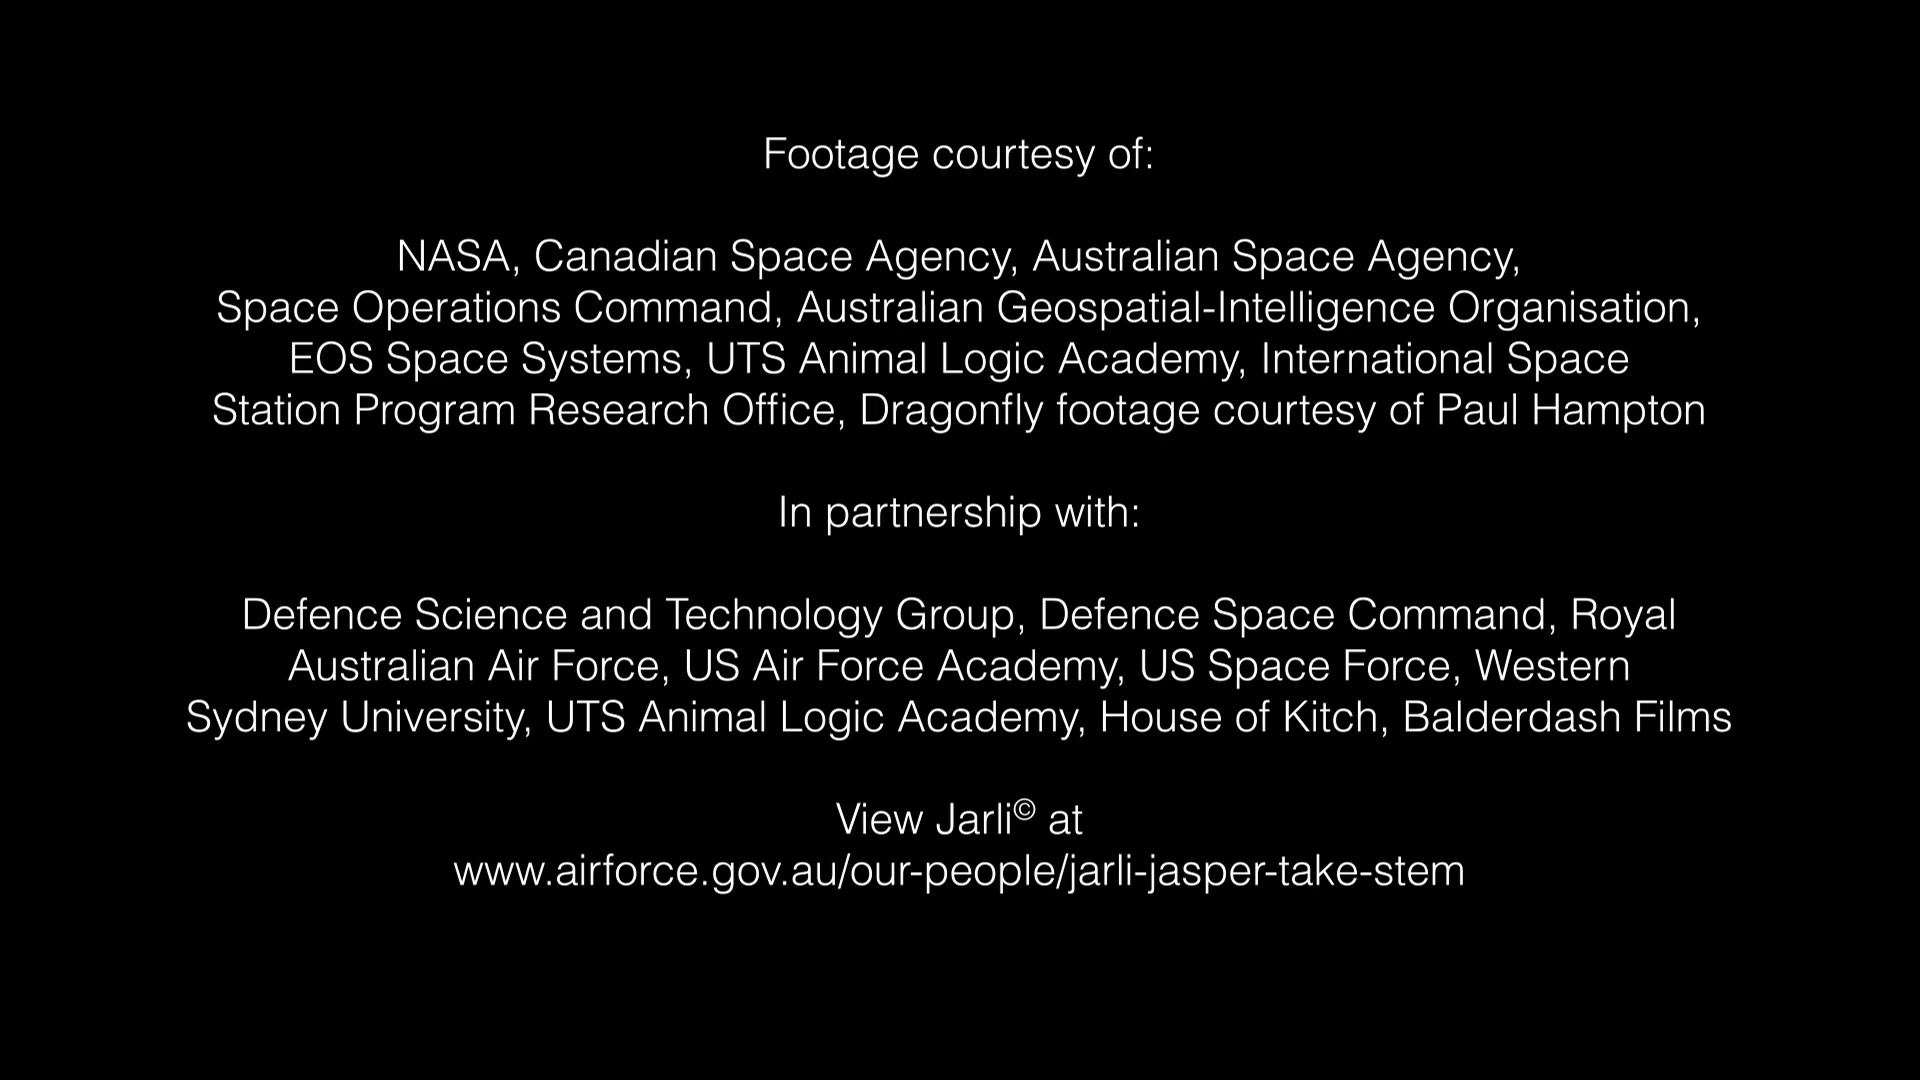 Footage courtesy of:
NASA, Canadian Space Agency, Australian Space Agency,
Space Operations Command, Australian Geospatial-Intelligence Organisation,
EOS Space Systems, UTS Animal Logic Academy, International Space
Station Program Research Office, Dragonfly footage courtesy of Paul Hampton
In partnership with:
Defence Science and Technology Group, Defence Space Command, Royal
Australian Air Force, US Air Force Academy, US Space Force, Western
Sydney University, UTS Animal Logic Academy, House of Kitch, Balderdash Films
View Jarli© at
www.airforce.gov.au/our-people/jarli-jasper-take-stem